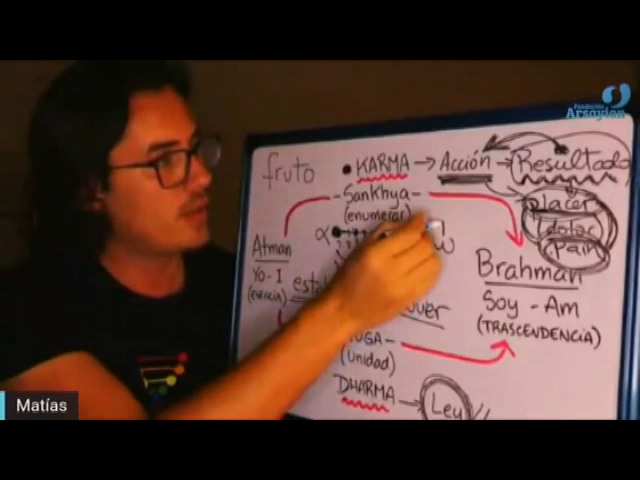 Fundación
Arsayian
fruto
• KARMA → Acción → Resultado
- Sankhya -
(enumerar)
placer
dolor
pain
α
ω
Atman
Yo - I
(ESENCIA)
Brahman
Soy - Am
(TRASCENDENCIA)
(Unidad)
DHARMA → Ley
Matías